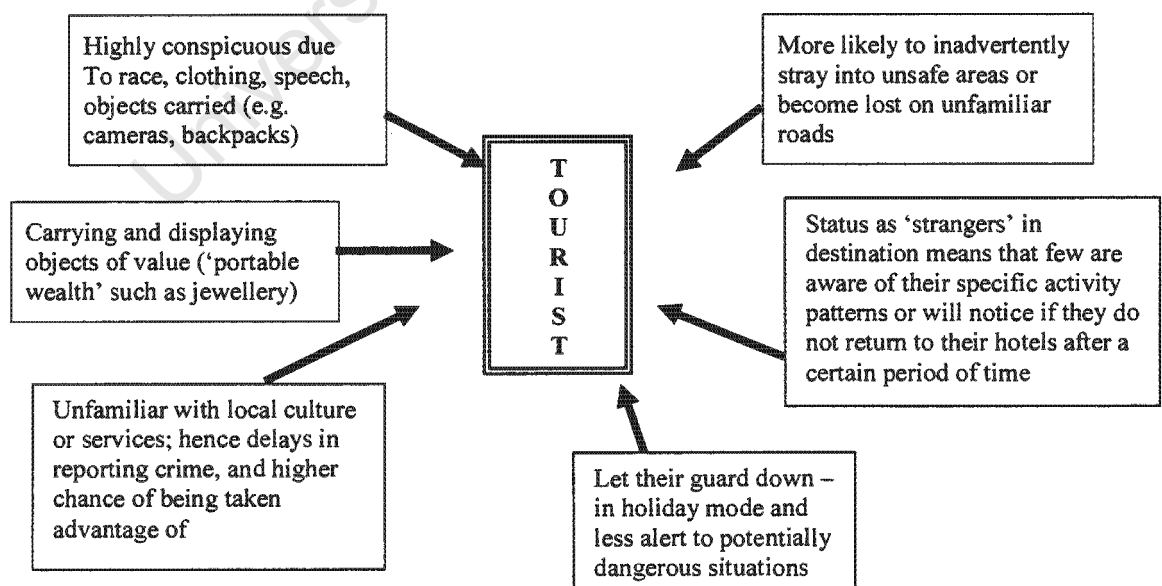 Univers
Highly conspicuous due
To race, clothing, speech,
objects carried (e.g.
cameras, backpacks)
More likely to inadvertently
stray into unsafe areas or
become lost on unfamiliar
roads
T
O
U
R
I
S
T
Carrying and displaying
objects of value (‘portable
wealth’ such as jewellery)
Status as ‘strangers’ in
destination means that few are
aware of their specific activity
patterns or will notice if they do
not return to their hotels after a
certain period of time
Unfamiliar with local culture
or services; hence delays in
reporting crime, and higher
chance of being taken
advantage of
Let their guard down –
in holiday mode and
less alert to potentially
dangerous situations